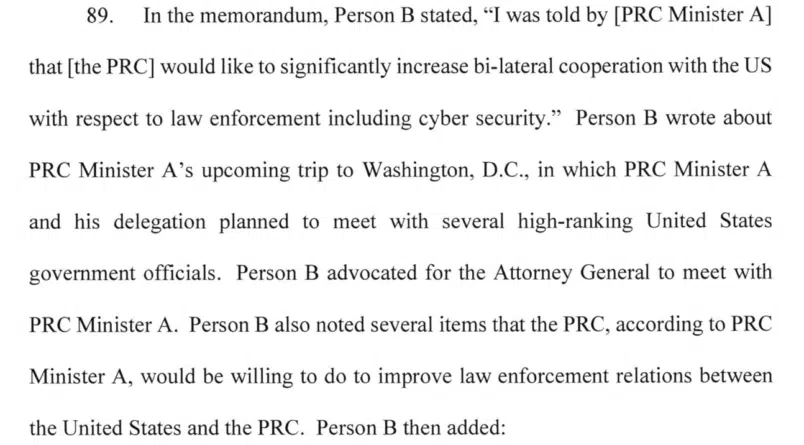 89. In the memorandum, Person B stated, “I was told by [PRC Minister A]
that [the PRC] would like to significantly increase bi-lateral cooperation with the US
with respect to law enforcement including cyber security.” Person B wrote about
PRC Minister A’s upcoming trip to Washington, D.C., in which PRC Minister A
and his delegation planned to meet with several high-ranking United States
government officials. Person B advocated for the Attorney General to meet with
PRC Minister A. Person B also noted several items that the PRC, according to PRC
Minister A, would be willing to do to improve law enforcement relations between
the United States and the PRC. Person B then added: